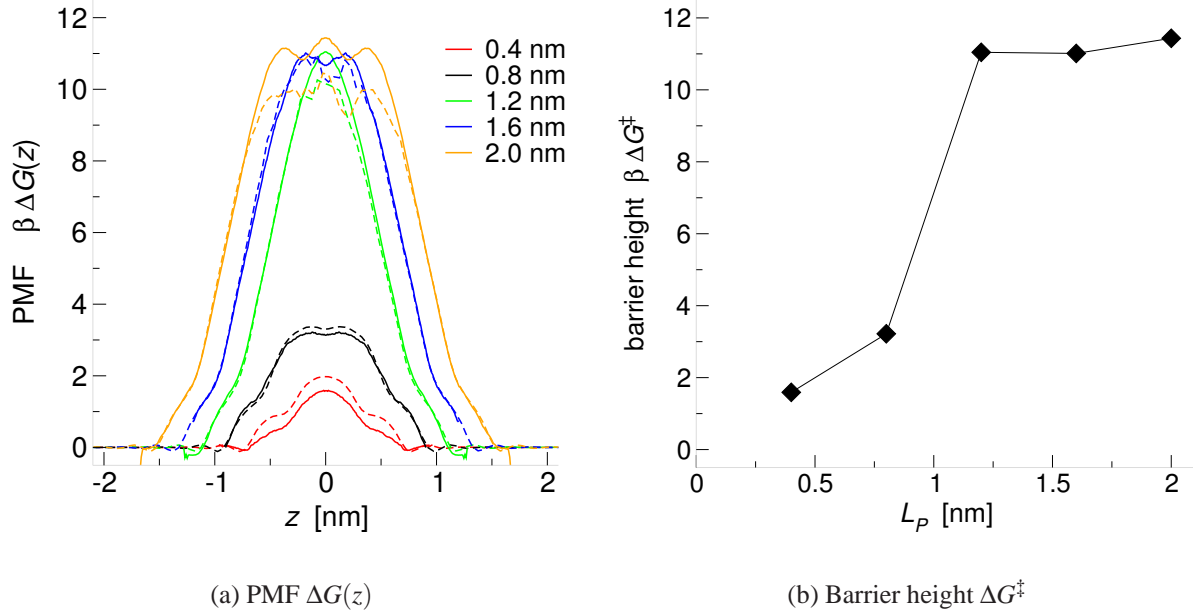 12
10
8
6
4
2
0
PMF β ΔG(z)
0.4 nm
0.8 nm
1.2 nm
1.6 nm
2.0 nm
-2
-1
0
1
2
z [nm]
(a) PMF ΔG(z)
12
10
8
6
4
2
0
barrier height β ΔG‡
0
0.5
1
1.5
2
L_P [nm]
(b) Barrier height ΔG‡